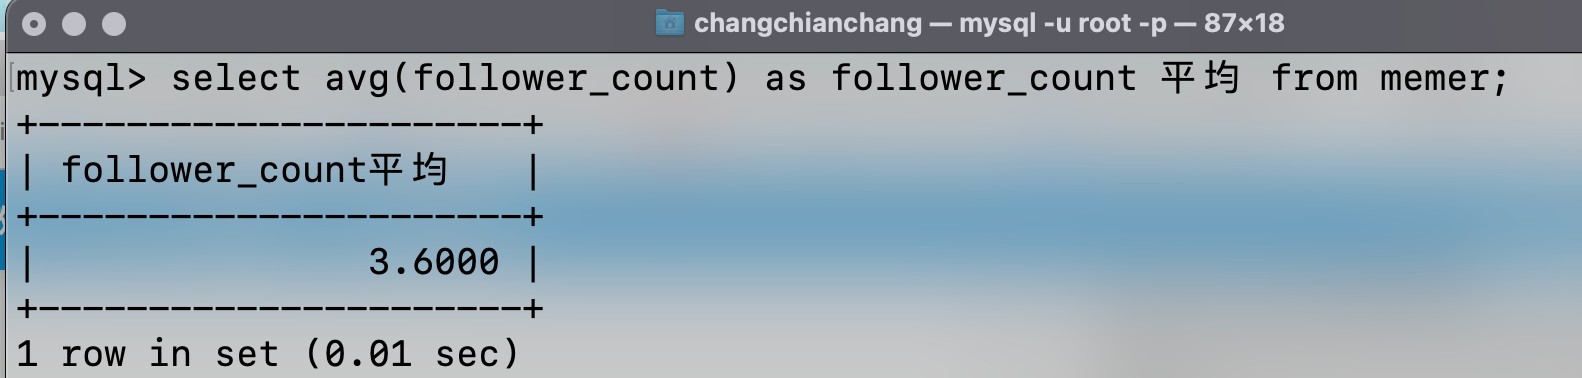 changchianchang — mysql -u root -p — 87×18
mysql> select avg(follower_count) as follower_count 平均 from memer;
+----------------------+
| follower_count平均   |
+----------------------+
|               3.6000 |
+----------------------+
1 row in set (0.01 sec)